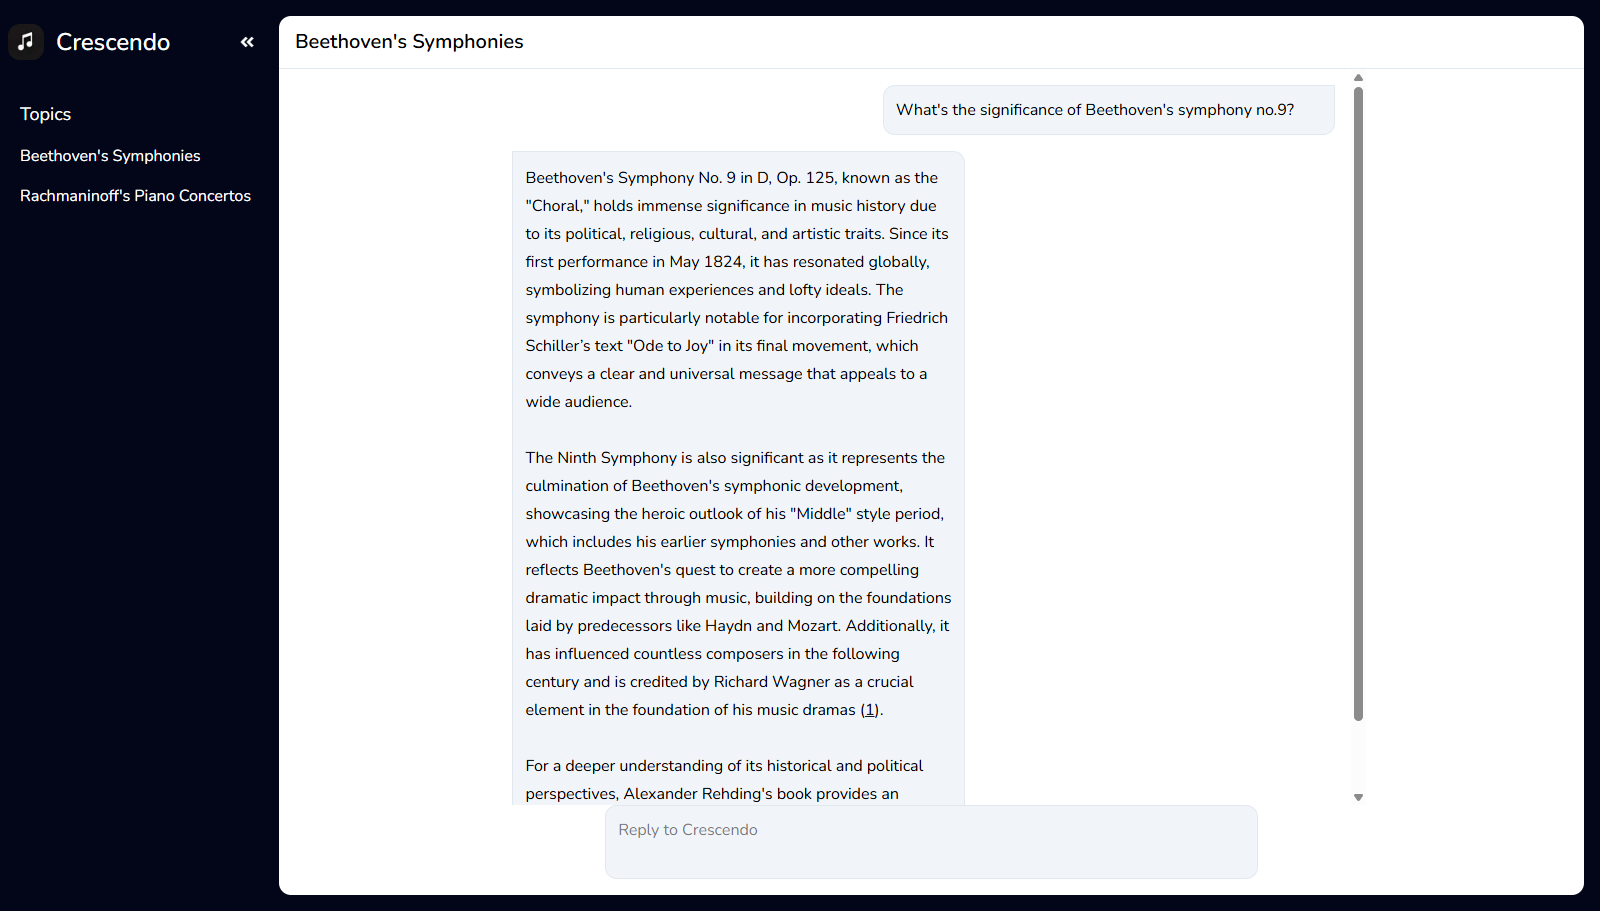 Crescendo
Topics
Beethoven's Symphonies
Rachmaninoff's Piano Concertos
Beethoven's Symphonies
What's the significance of Beethoven's symphony no.9?
Beethoven's Symphony No. 9 in D, Op. 125, known as the
"Choral," holds immense significance in music history due
to its political, religious, cultural, and artistic traits. Since its
first performance in May 1824, it has resonated globally,
symbolizing human experiences and lofty ideals. The
symphony is particularly notable for incorporating Friedrich
Schiller’s text "Ode to Joy" in its final movement, which
conveys a clear and universal message that appeals to a
wide audience.
The Ninth Symphony is also significant as it represents the
culmination of Beethoven's symphonic development,
showcasing the heroic outlook of his "Middle" style period,
which includes his earlier symphonies and other works. It
reflects Beethoven's quest to create a more compelling
dramatic impact through music, building on the foundations
laid by predecessors like Haydn and Mozart. Additionally, it
has influenced countless composers in the following
century and is credited by Richard Wagner as a crucial
element in the foundation of his music dramas (1).
For a deeper understanding of its historical and political
perspectives, Alexander Rehding's book provides an
Reply to Crescendo